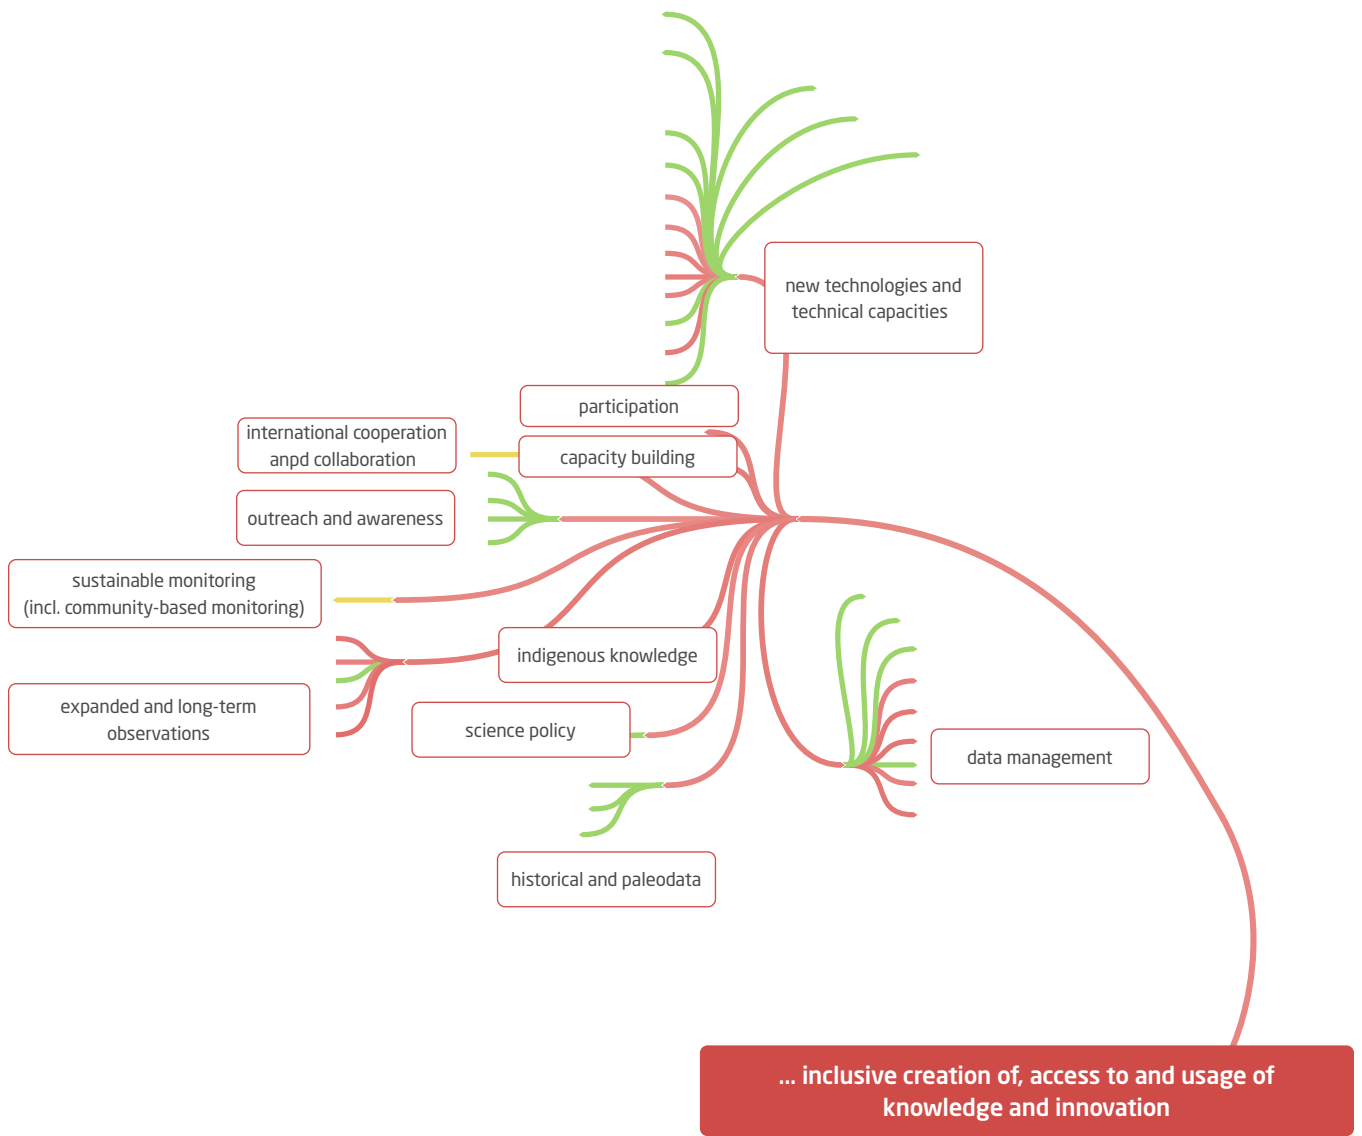 new technologies and
technical capacities
participation
international cooperation
anpd collaboration
capacity building
outreach and awareness
sustainable monitoring
(incl. community-based monitoring)
indigenous knowledge
expanded and long-term
observations
science policy
data management
historical and paleodata
... inclusive creation of, access to and usage of
knowledge and innovation